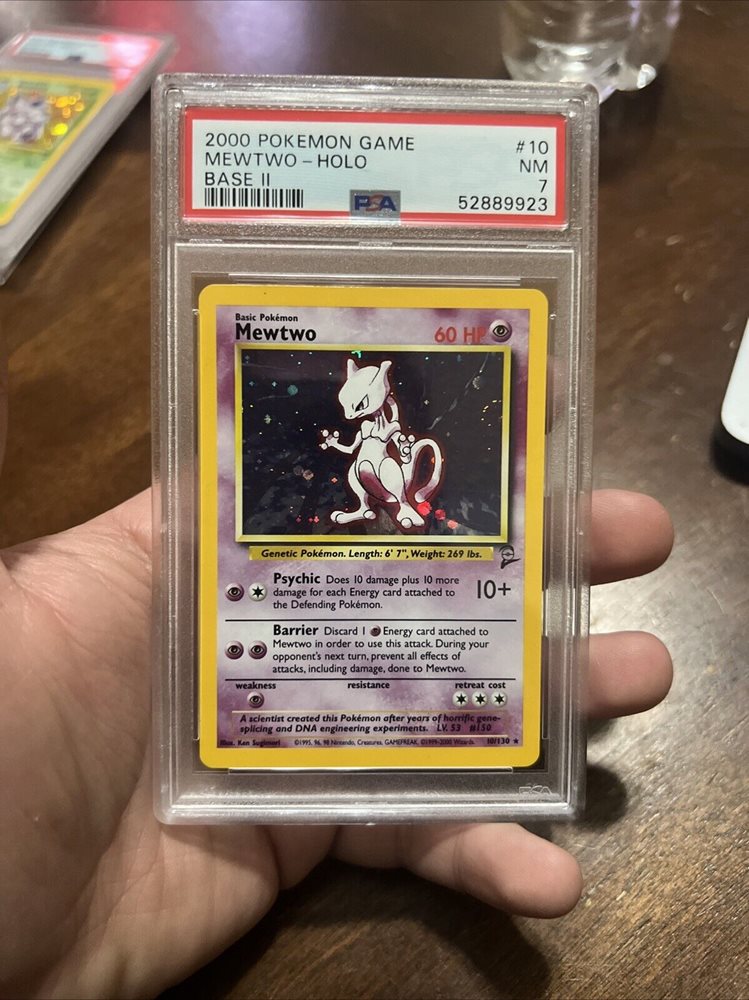 2000 POKEMON GAME #10
MEWTWO - HOLO NM
BASE II 7
PSA 52889923
Basic Pokémon
Mewtwo 60 HP
Genetic Pokémon. Length: 6' 7", Weight: 269 lbs.
Psychic Does 10 damage plus 10 more
damage for each Energy card attached to
the Defending Pokémon.
10+
Barrier Discard 1 Energy card attached to
Mewtwo in order to use this attack. During your
opponent's next turn, prevent all effects of
attacks, including damage, done to Mewtwo.
weakness resistance retreat cost
A scientist created this Pokémon after years of horrific gene-
splicing and DNA engineering experiments. LV. 53 #150
Illus. Ken Sugimori ©1995, 96, 98 Nintendo, Creatures, GAMEFREAK. ©1999-2000 Wizards. 10/130 ★
PSA